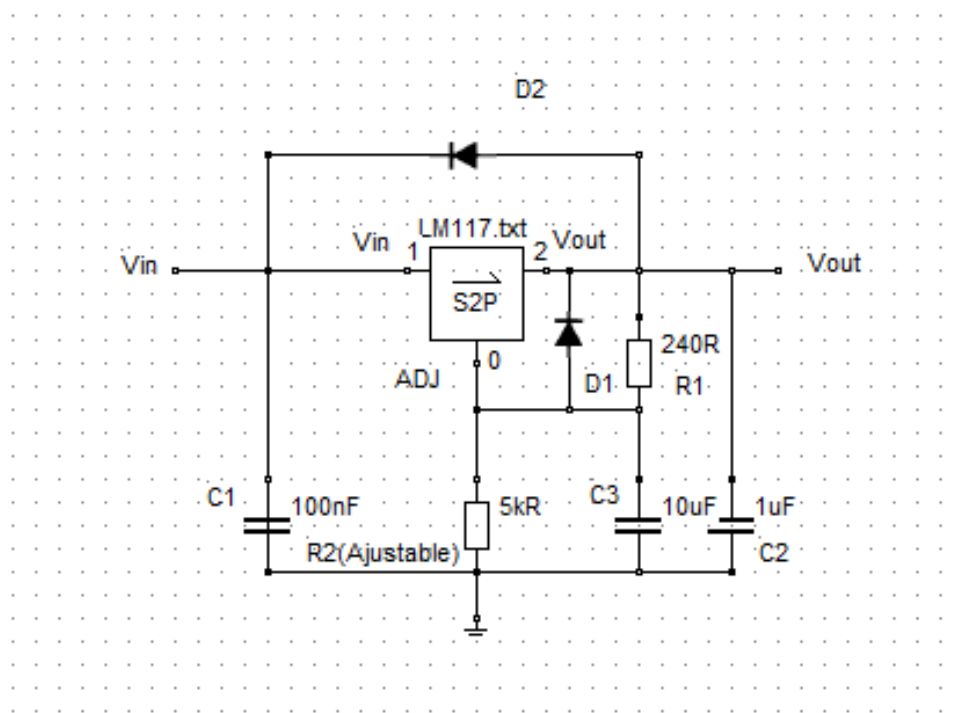 D2
LM117.txt
Vin
1
2
Vout
Vin
Vout
S2P
0
240R
ADJ
D1
R1
C1
100nF
5kR
C3
10uF
1uF
R2(Ajustable)
C2